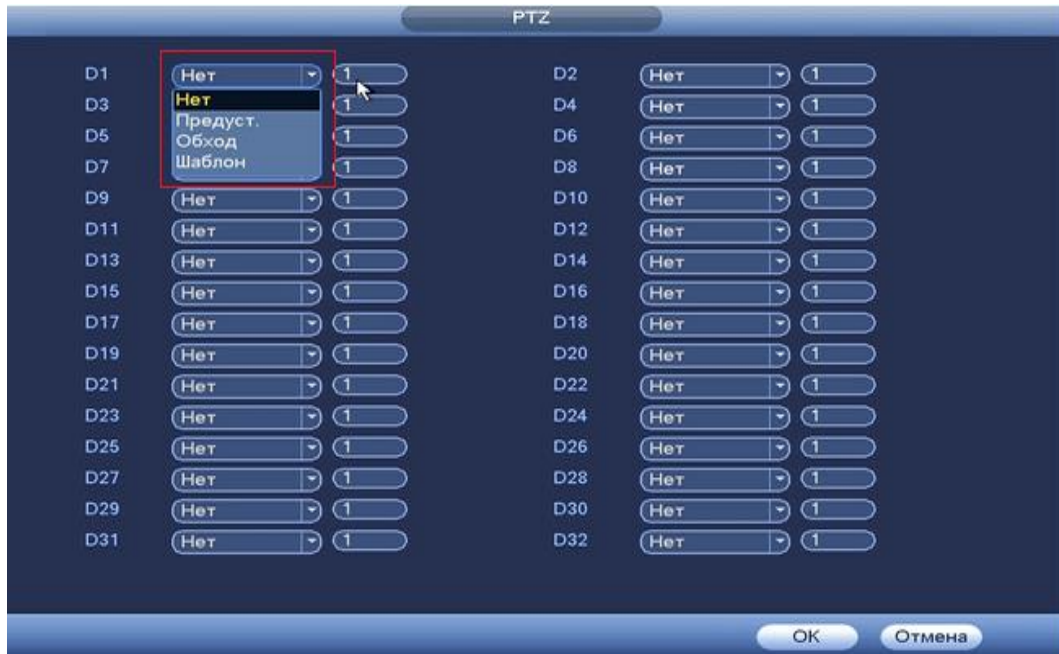 PTZ
D1 Нет 1 D2 Нет 1
Нет
D3 1 D4 Нет 1
Предуст.
D5 Обход 1 D6 Нет 1
D7 Шаблон 1 D8 Нет 1
D9 Нет 1 D10 Нет 1
D11 Нет 1 D12 Нет 1
D13 Нет 1 D14 Нет 1
D15 Нет 1 D16 Нет 1
D17 Нет 1 D18 Нет 1
D19 Нет 1 D20 Нет 1
D21 Нет 1 D22 Нет 1
D23 Нет 1 D24 Нет 1
D25 Нет 1 D26 Нет 1
D27 Нет 1 D28 Нет 1
D29 Нет 1 D30 Нет 1
D31 Нет 1 D32 Нет 1
OK Отмена